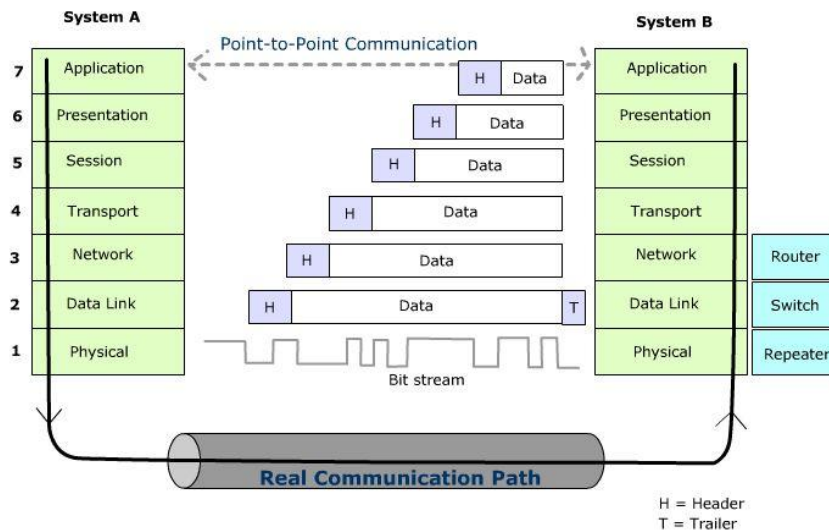 System A
System B
Point-to-Point Communication
7 Application H Data Application
6 Presentation H Data Presentation
5 Session H Data Session
4 Transport H Data Transport
3 Network H Data Network Router
2 Data Link H Data T Data Link Switch
1 Physical Physical Repeater
Bit stream
Real Communication Path
H = Header
T = Trailer